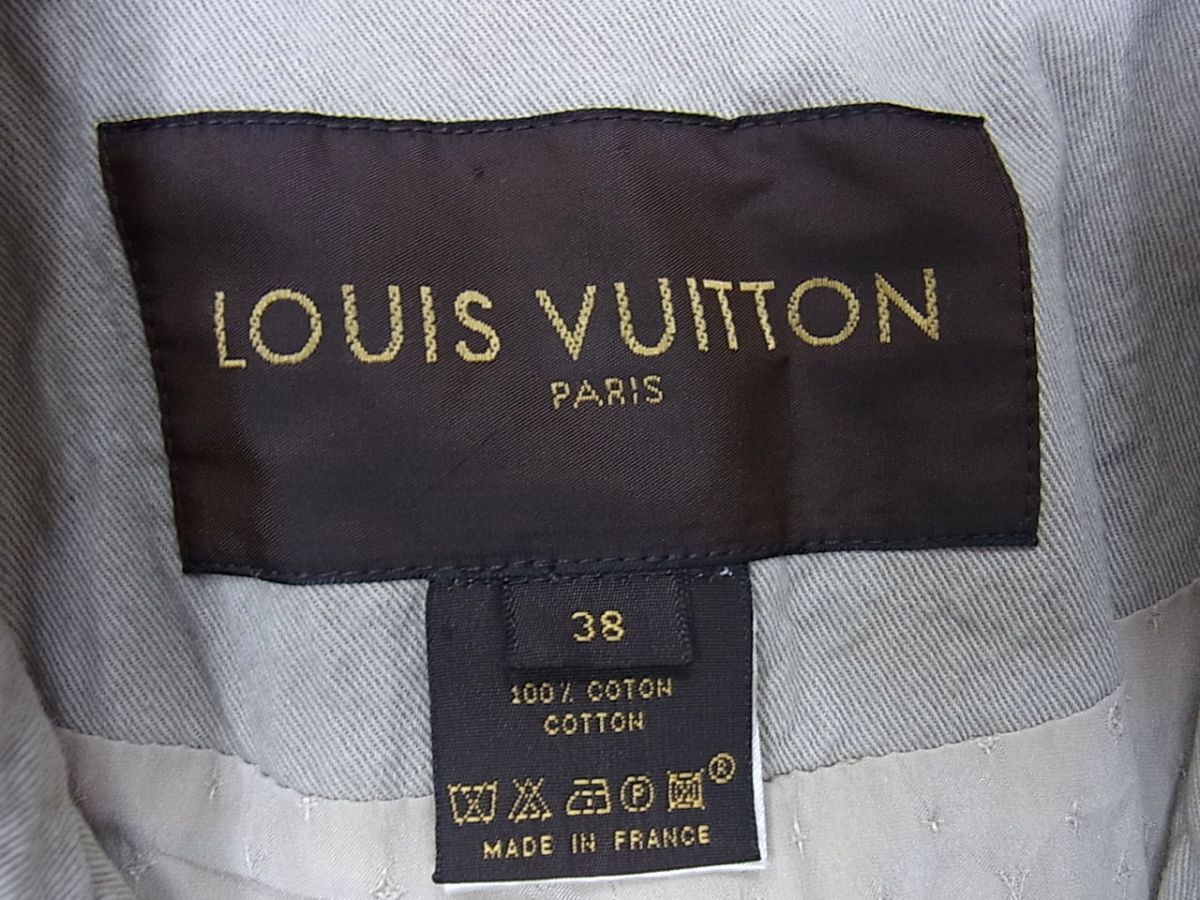 LOUIS VUITTON
PARIS
38
100% COTON
COTTON
P ®
MADE IN FRANCE